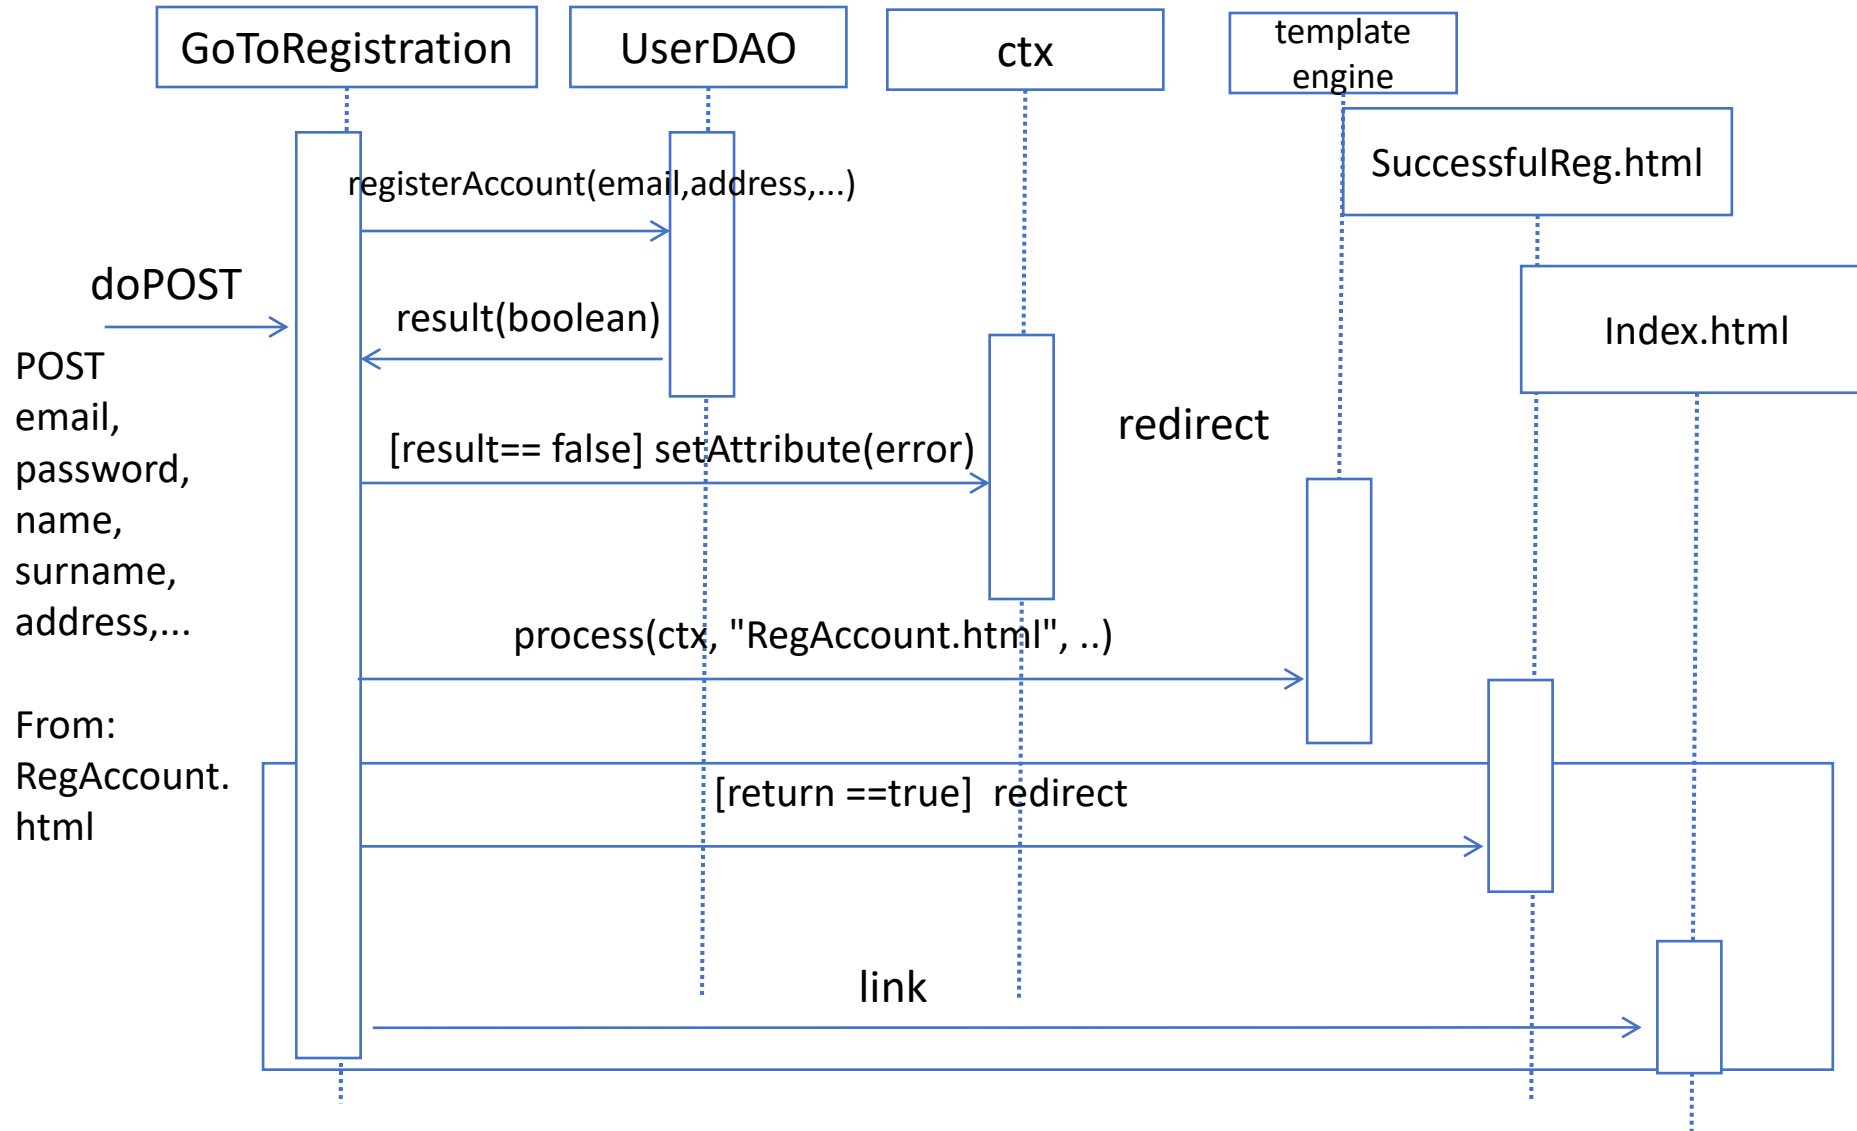 GoToRegistration
UserDAO
ctx
template
engine
SuccessfulReg.html
Index.html
registerAccount(email,address,...)
doPOST
result(boolean)
POST
email,
password,
name,
surname,
address,...
From:
RegAccount.
html
redirect
[result== false] setAttribute(error)
process(ctx, "RegAccount.html", ..)
[return ==true]  redirect
link